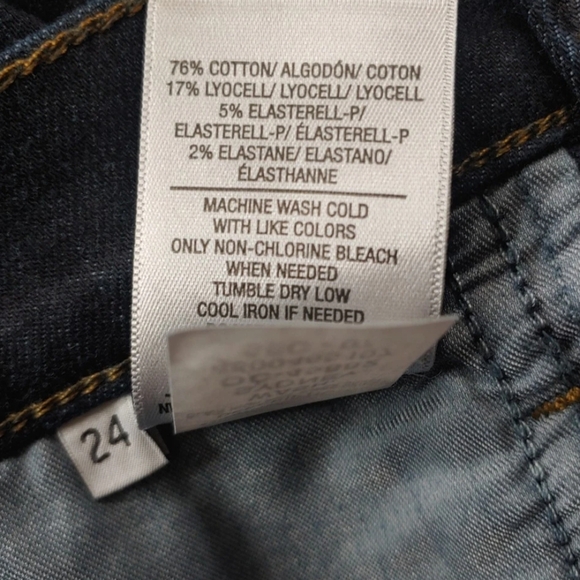 76% COTTON/ ALGODÓN/ COTON
17% LYOCELL/ LYOCELL/ LYOCELL
5% ELASTERELL-P/
ELASTERELL-P/ ÉLASTERELL-P
2% ELASTANE/ ELASTANO/
ÉLASTHANNE
MACHINE WASH COLD
WITH LIKE COLORS
ONLY NON-CHLORINE BLEACH
WHEN NEEDED
TUMBLE DRY LOW
COOL IRON IF NEEDED
24